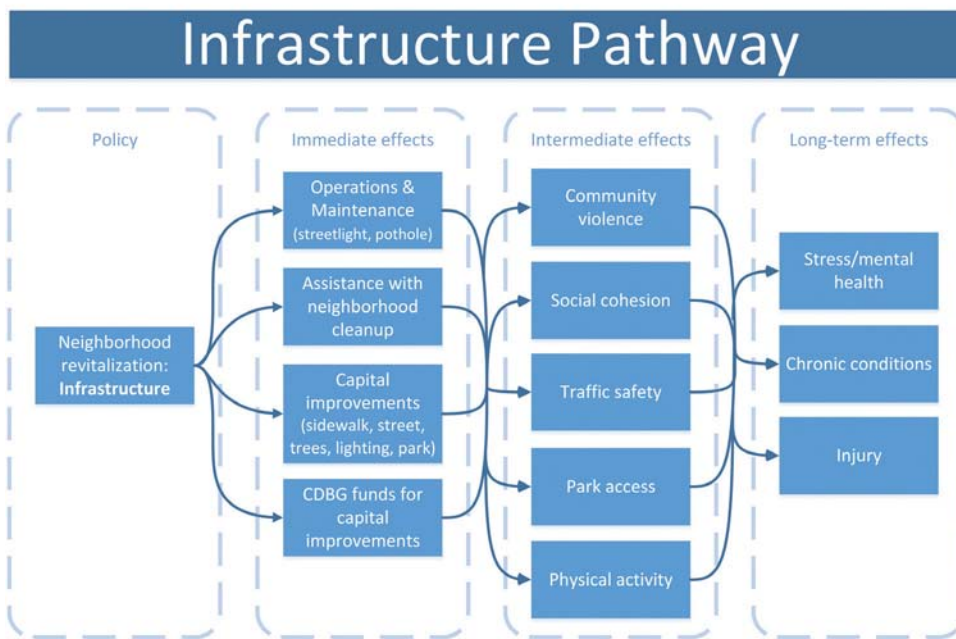 Infrastructure Pathway
Policy
Neighborhood
revitalization:
Infrastructure
Immediate effects
Operations &
Maintenance
(streetlight, pothole)
Assistance with
neighborhood
cleanup
Capital
improvements
(sidewalk, street,
trees, lighting, park)
CDBG funds for
capital
improvements
Intermediate effects
Community
violence
Social cohesion
Traffic safety
Park access
Physical activity
Long-term effects
Stress/mental
health
Chronic conditions
Injury